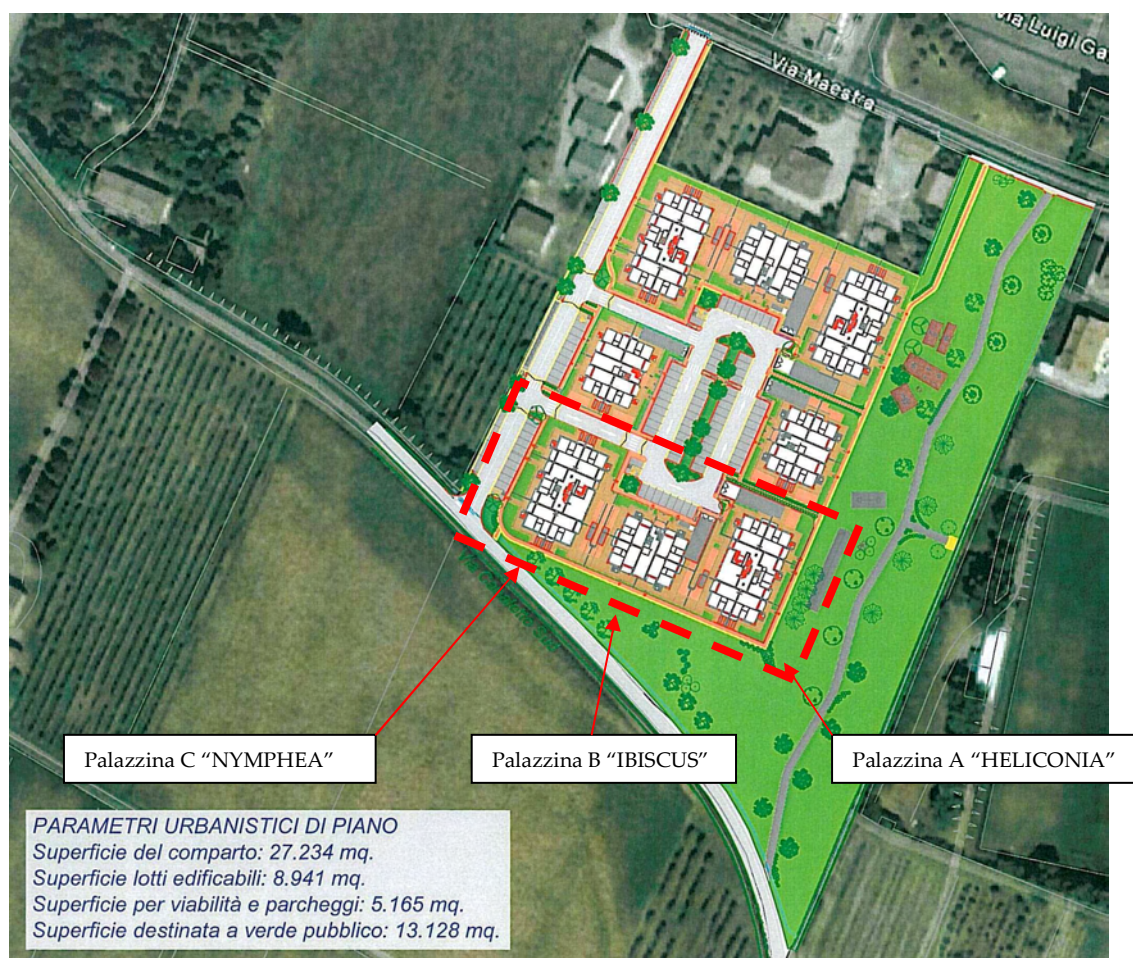 Via Luigi Ga
Via Maestra
Palazzina C “NYMPHEA”
Palazzina B “IBISCUS”
Palazzina A “HELICONIA”
PARAMETRI URBANISTICI DI PIANO
Superficie del comparto: 27.234 mq.
Superficie lotti edificabili: 8.941 mq.
Superficie per viabilità e parcheggi: 5.165 mq.
Superficie destinata a verde pubblico: 13.128 mq.